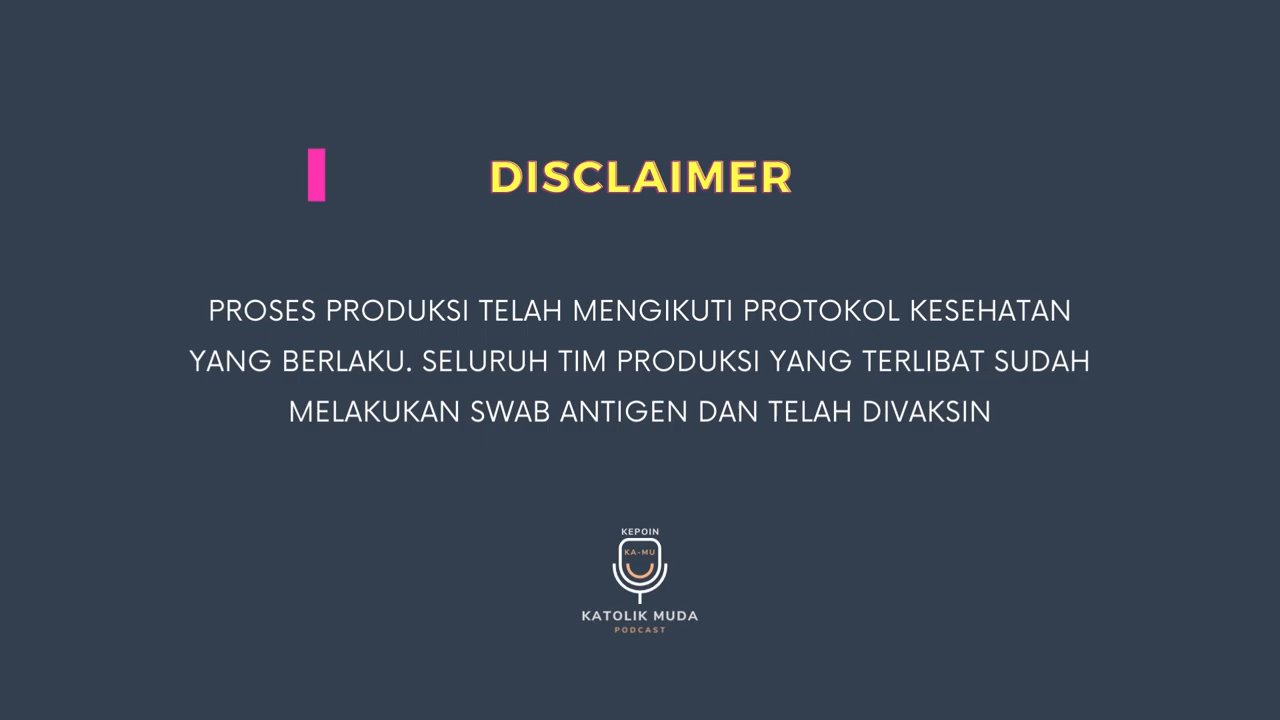 DISCLAIMER
PROSES PRODUKSI TELAH MENGIKUTI PROTOKOL KESEHATAN
YANG BERLAKU. SELURUH TIM PRODUKSI YANG TERLIBAT SUDAH
MELAKUKAN SWAB ANTIGEN DAN TELAH DIVAKSIN
KEPOIN
KA-MU
KATOLIK MUDA
PODCAST